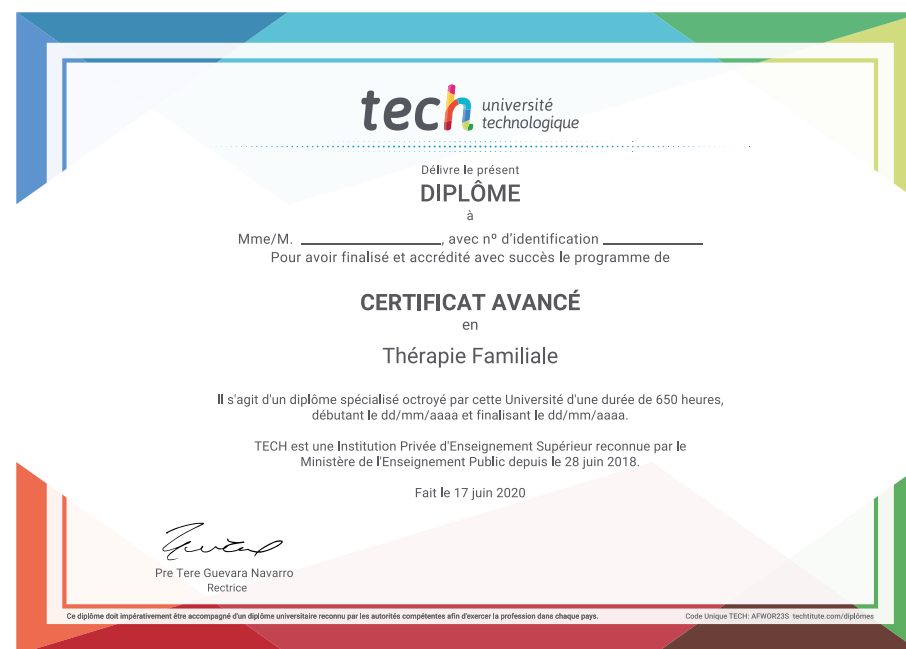 tech université
technologique
Délivre le présent
DIPLÔME
à
Mme/M. ____________________, avec nº d'identification ______________
Pour avoir finalisé et accrédité avec succès le programme de
CERTIFICAT AVANCÉ
en
Thérapie Familiale
Il s'agit d'un diplôme spécialisé octroyé par cette Université d'une durée de 650 heures,
débutant le dd/mm/aaaa et finalisant le dd/mm/aaaa.
TECH est une Institution Privée d'Enseignement Supérieur reconnue par le
Ministère de l'Enseignement Public depuis le 28 juin 2018.
Fait le 17 juin 2020
Pre Tere Guevara Navarro
Rectrice
Ce diplôme doit impérativement être accompagné d'un diplôme universitaire reconnu par les autorités compétentes afin d'exercer la profession dans chaque pays.
Code Unique TECH: AFWOR23S techtitute.com/diplômes